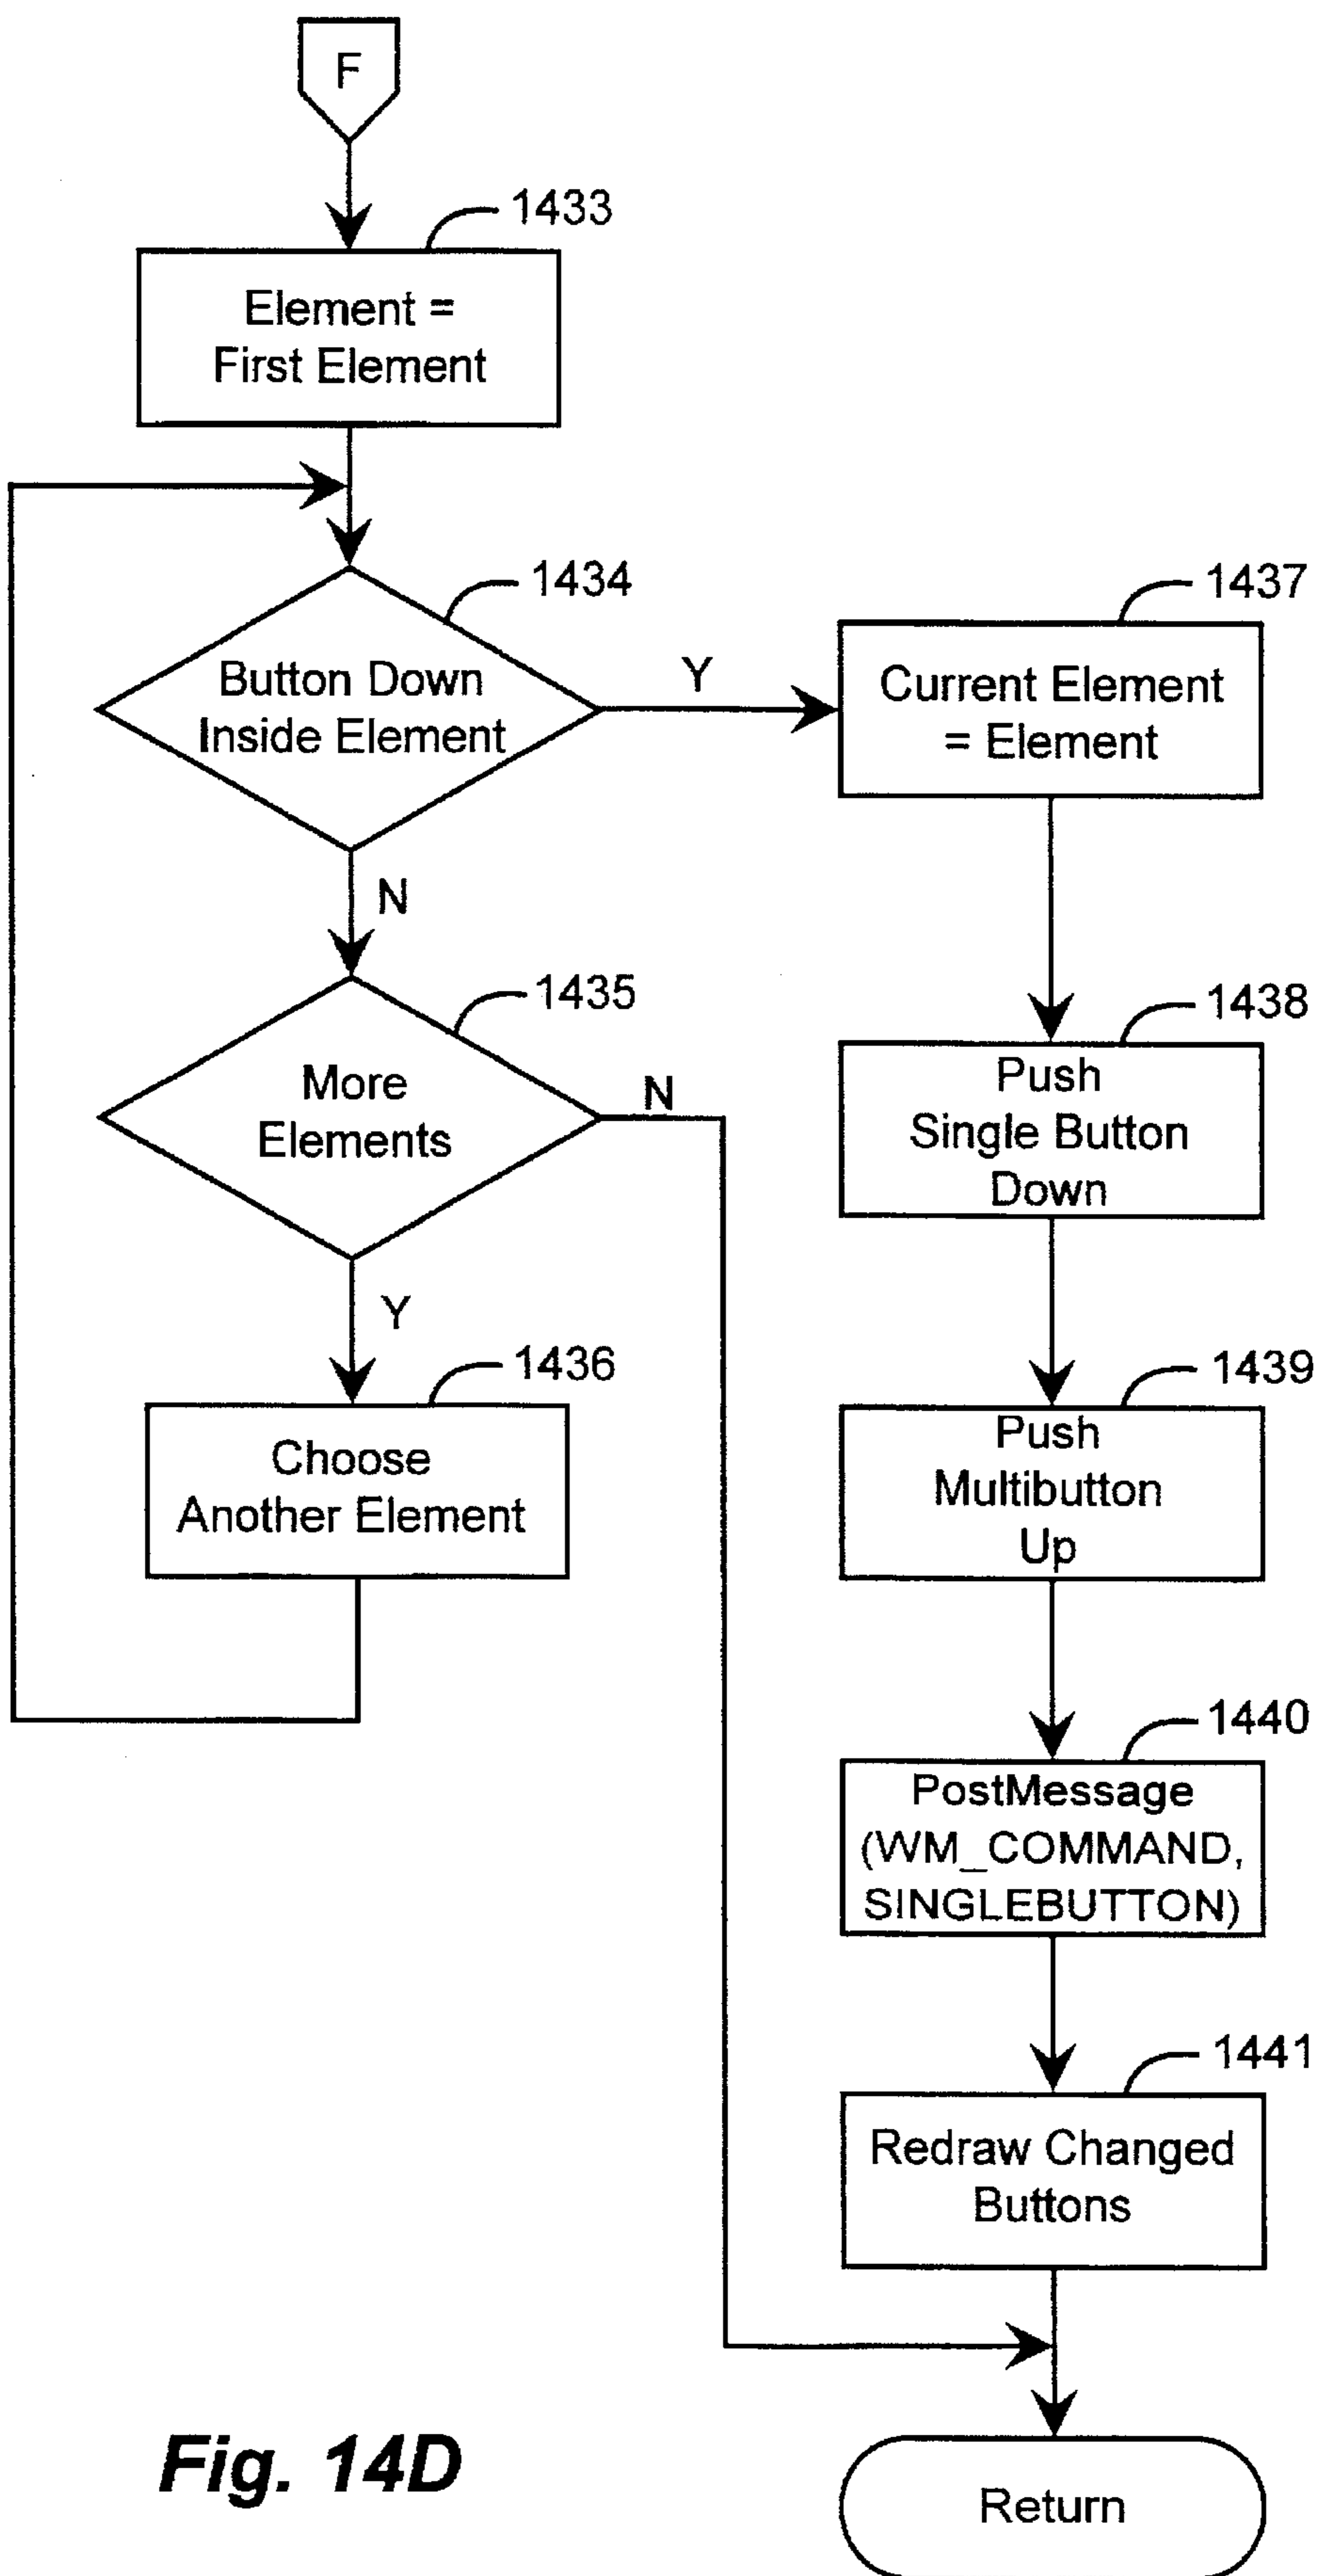 F
1433
Element =
First Element
1434
Button Down
Inside Element
Y
N
1437
Current Element
= Element
1435
More
Elements
N
Y
1438
Push
Single Button
Down
1436
Choose
Another Element
1439
Push
Multibutton
Up
1440
PostMessage
(WM_COMMAND,
SINGLEBUTTON)
1441
Redraw Changed
Buttons
Return
Fig. 14D